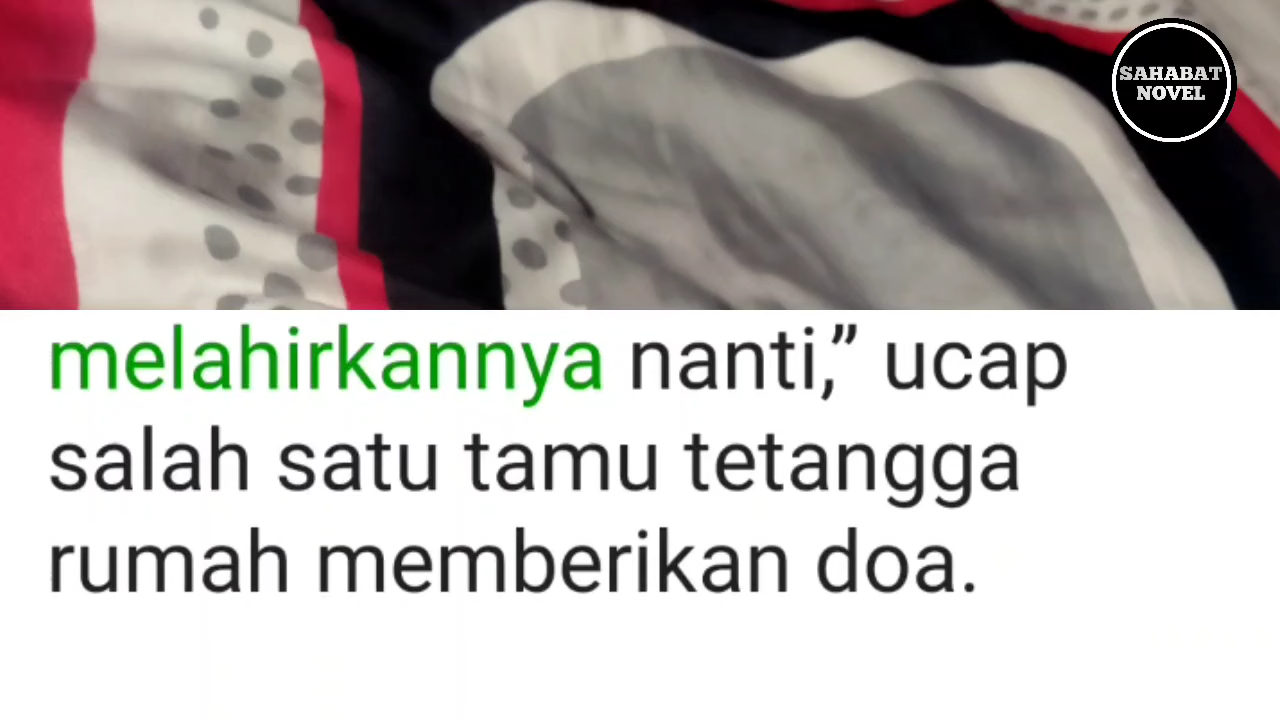 SAHABAT
NOVEL
melahirkannya nanti,” ucap
salah satu tamu tetangga
rumah memberikan doa.